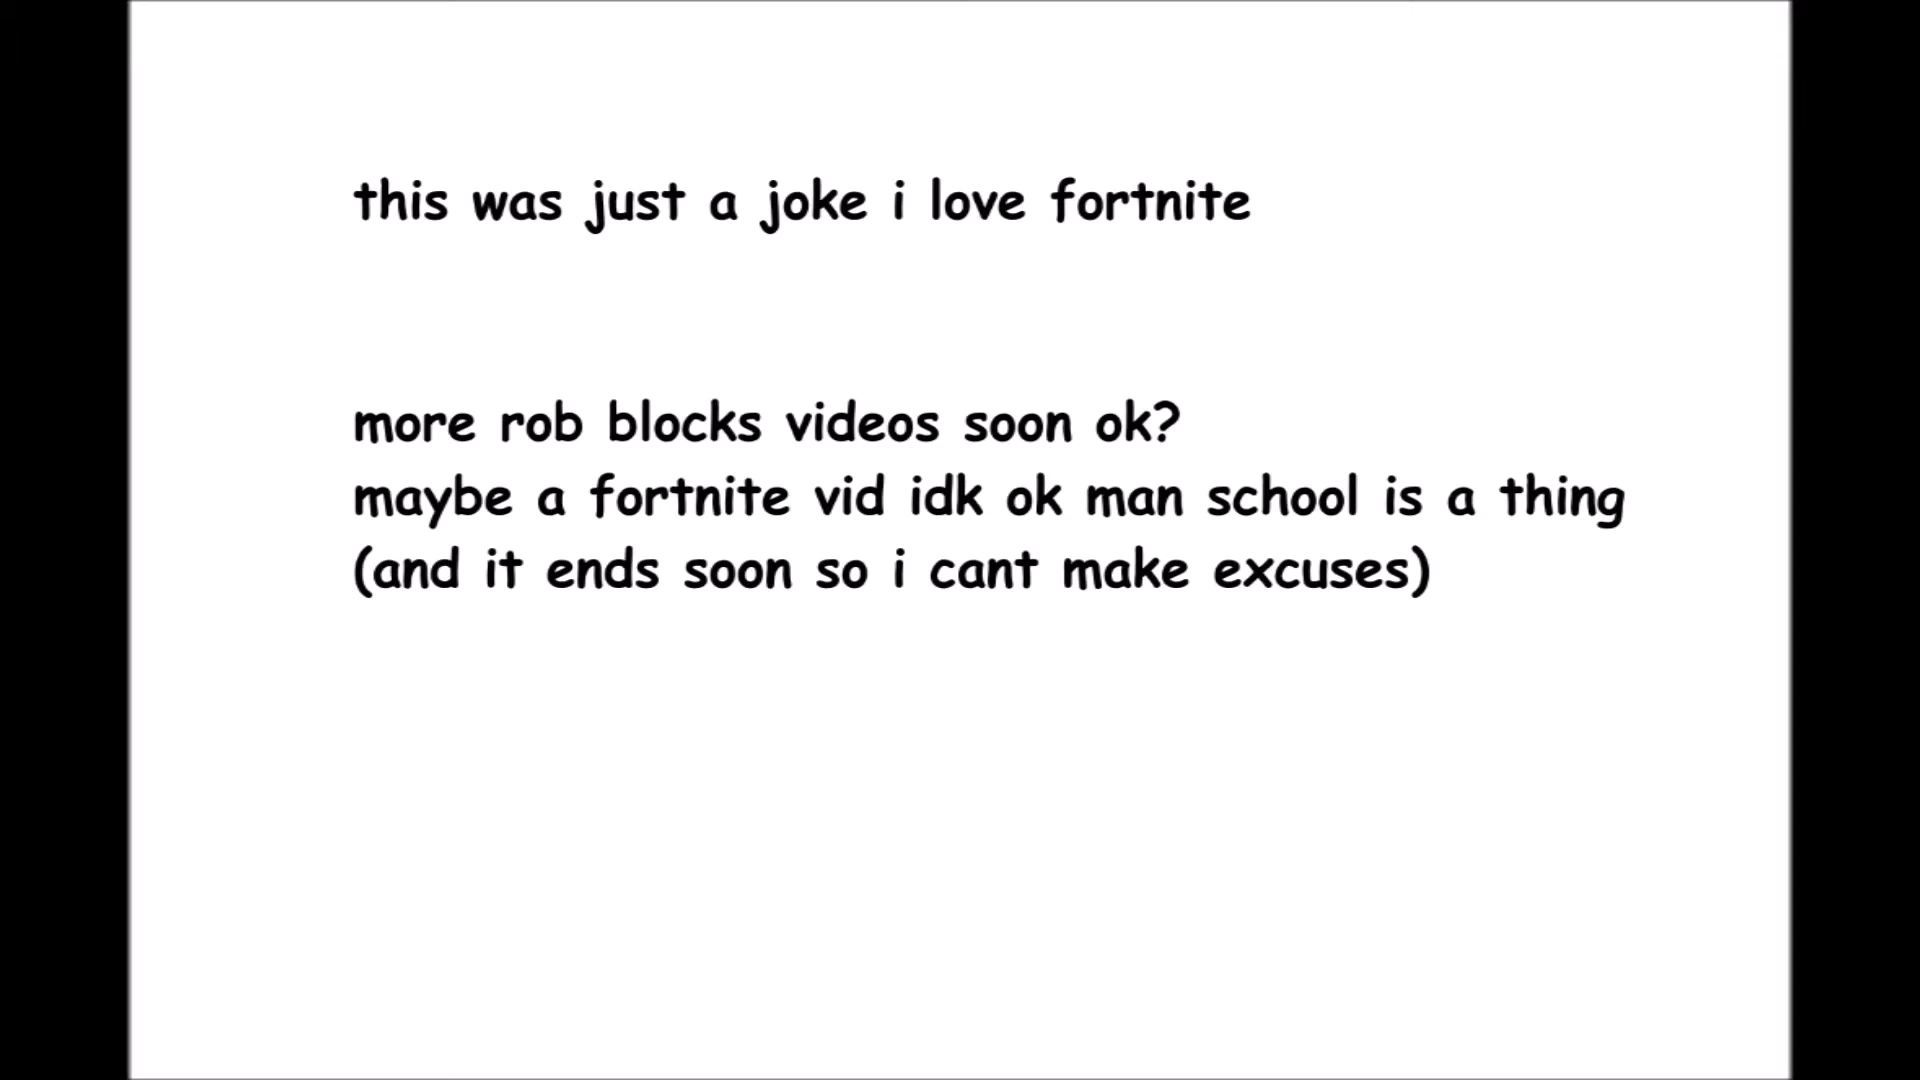 this was just a joke i love fortnite
more rob blocks videos soon ok?
maybe a fortnite vid idk ok man school is a thing
(and it ends soon so i cant make excuses)